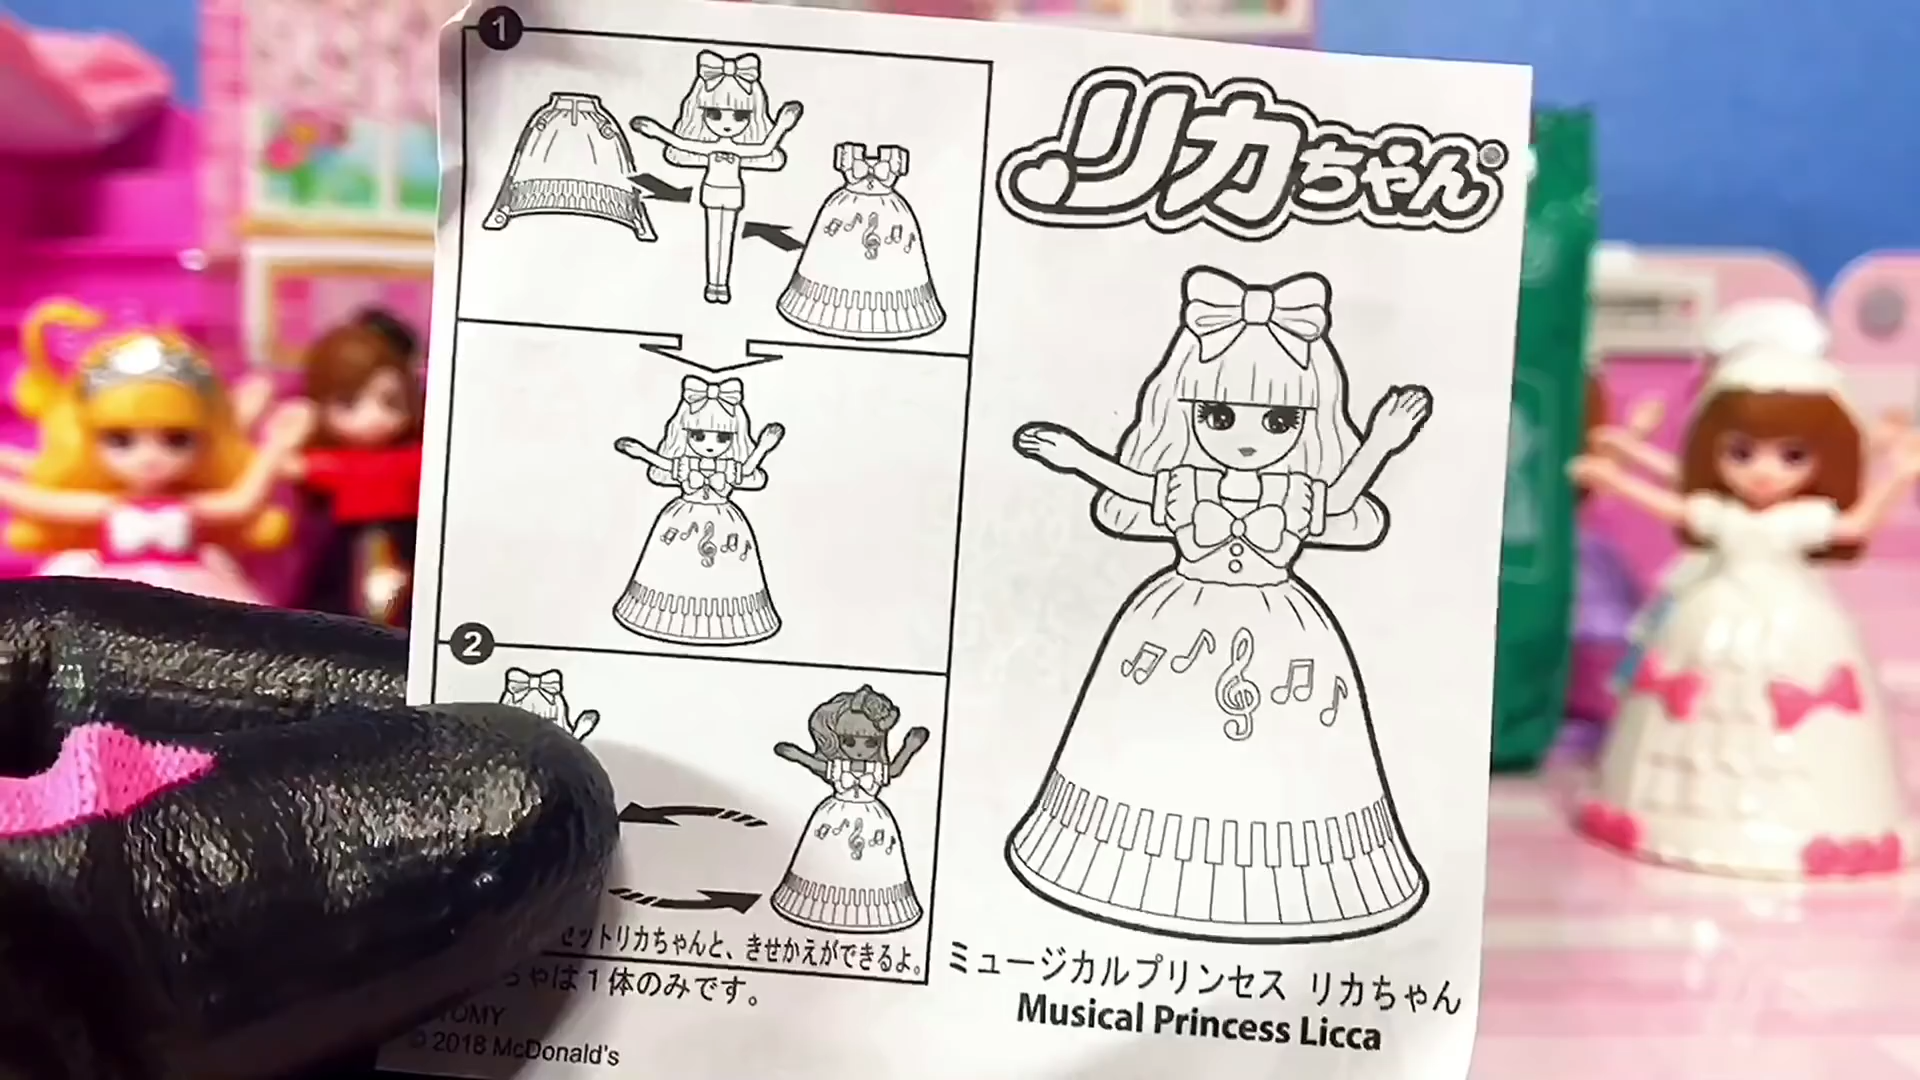 1
リカちゃん
2
セットリカちゃんと、きせかえができるよ。
ちゃは1体のみです。
TOMY
© 2018 McDonald's
ミュージカルプリンセス リカちゃん
Musical Princess Licca